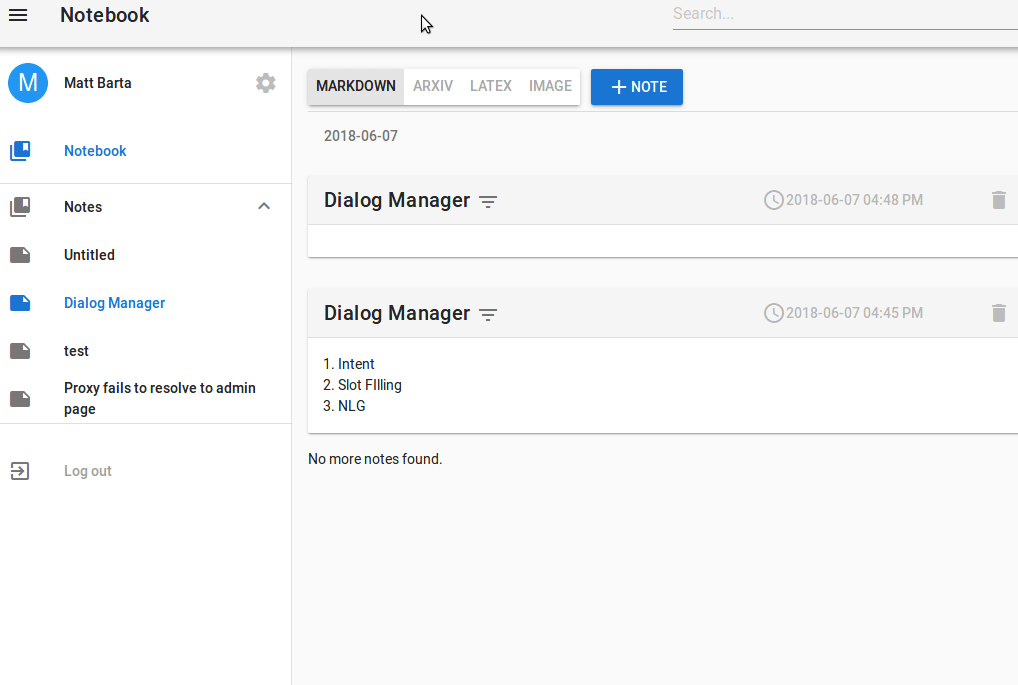 Notebook
Search...
M
Matt Barta
Notebook
Notes
Untitled
Dialog Manager
test
Proxy fails to resolve to admin
page
Log out
MARKDOWN ARXIV LATEX IMAGE
+ NOTE
2018-06-07
Dialog Manager
2018-06-07 04:48 PM
Dialog Manager
2018-06-07 04:45 PM
1. Intent
2. Slot FIlling
3. NLG
No more notes found.